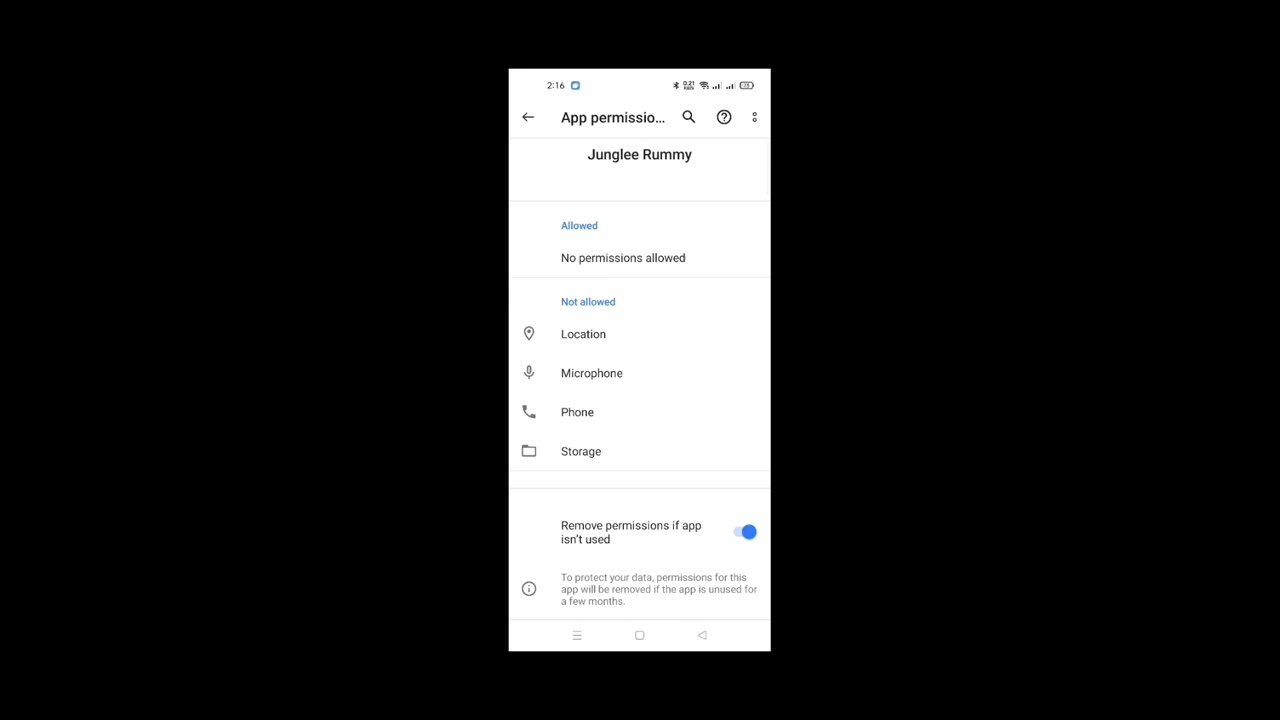 2:16
App permissio...
Junglee Rummy
Allowed
No permissions allowed
Not allowed
Location
Microphone
Phone
Storage
Remove permissions if app
isn't used
To protect your data, permissions for this
app will be removed if the app is unused for
a few months.